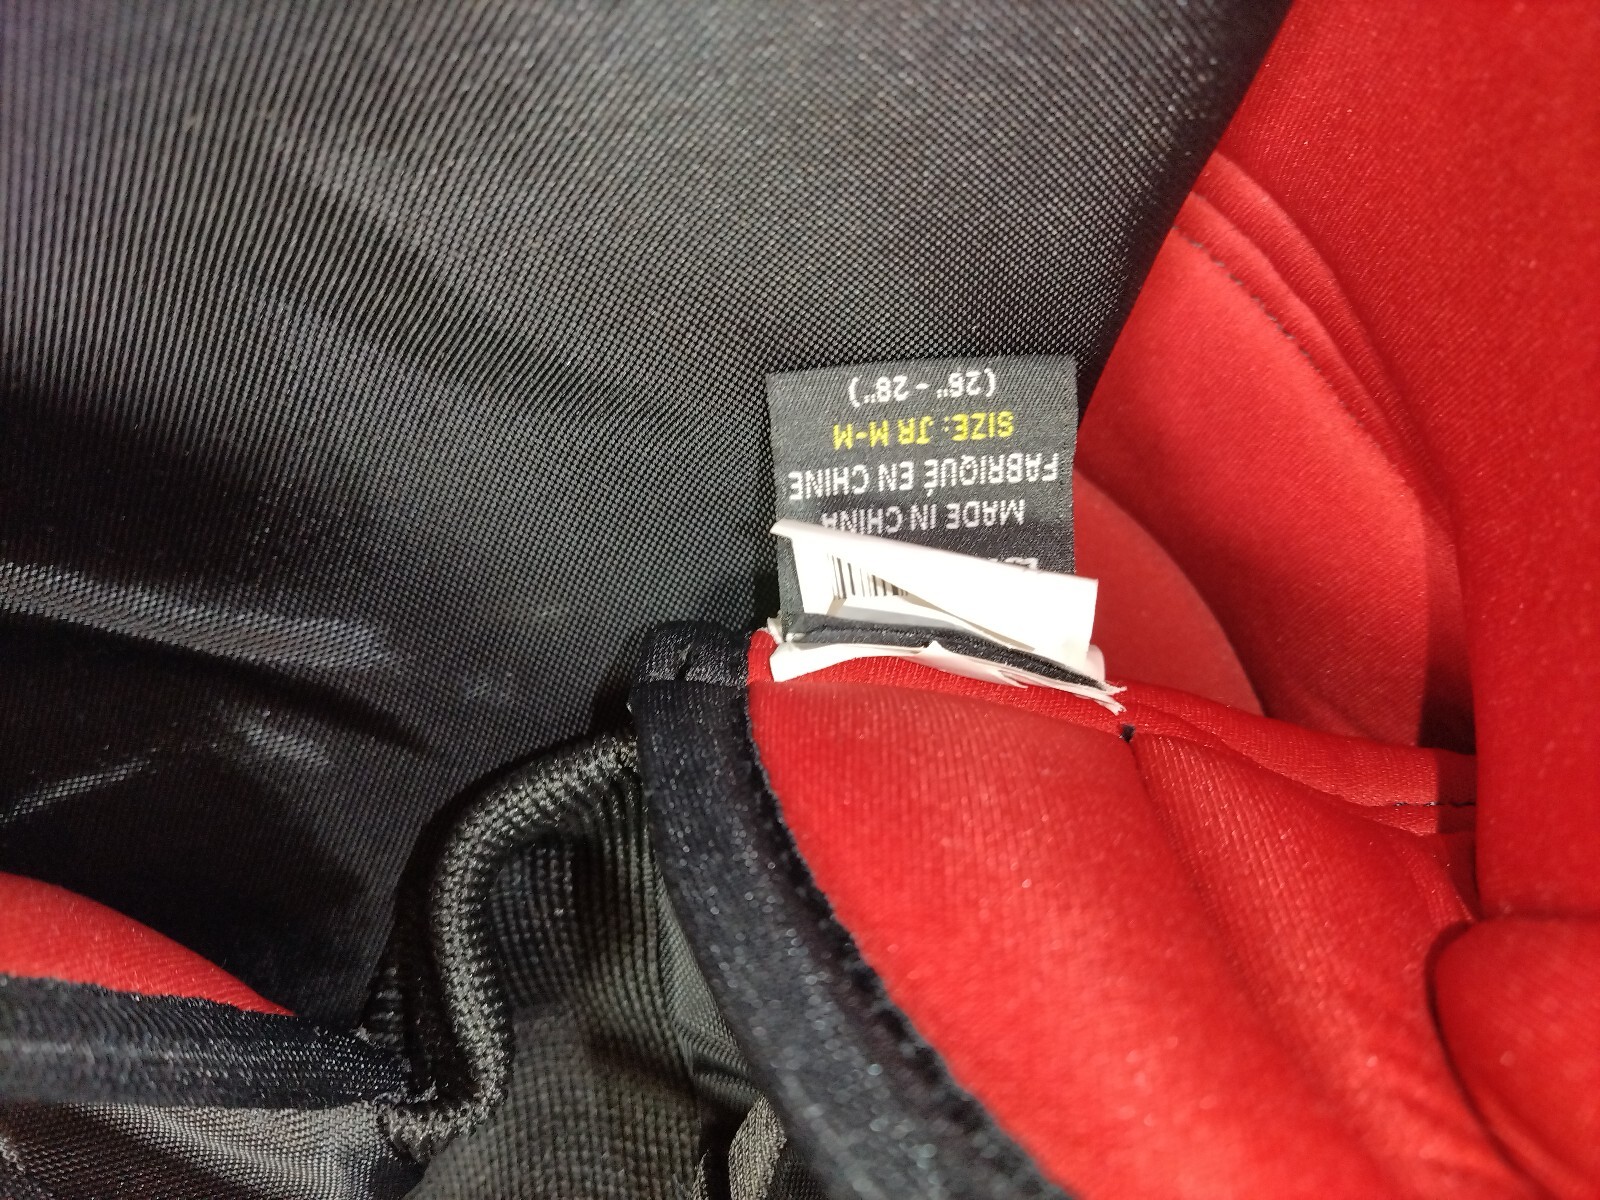 MADE IN CHINA
FABRIQUÉ EN CHINE
SIZE: JR M-M
(26" - 28")